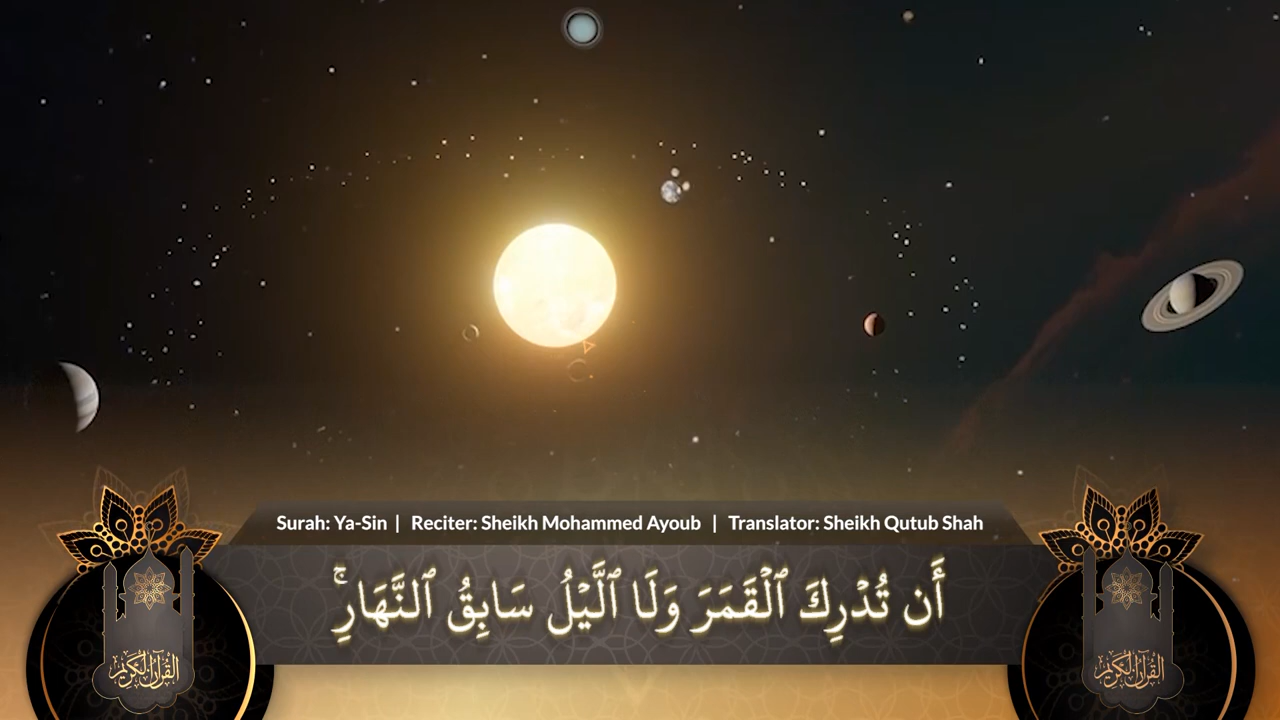 Surah: Ya-Sin | Reciter: Sheikh Mohammed Ayoub | Translator: Sheikh Qutub Shah
أَن تُدْرِكَ ٱلْقَمَرَ وَلَا ٱلَّيْلُ سَابِقُ ٱلنَّهَارِۚ
القرآن الكريم
القرآن الكريم